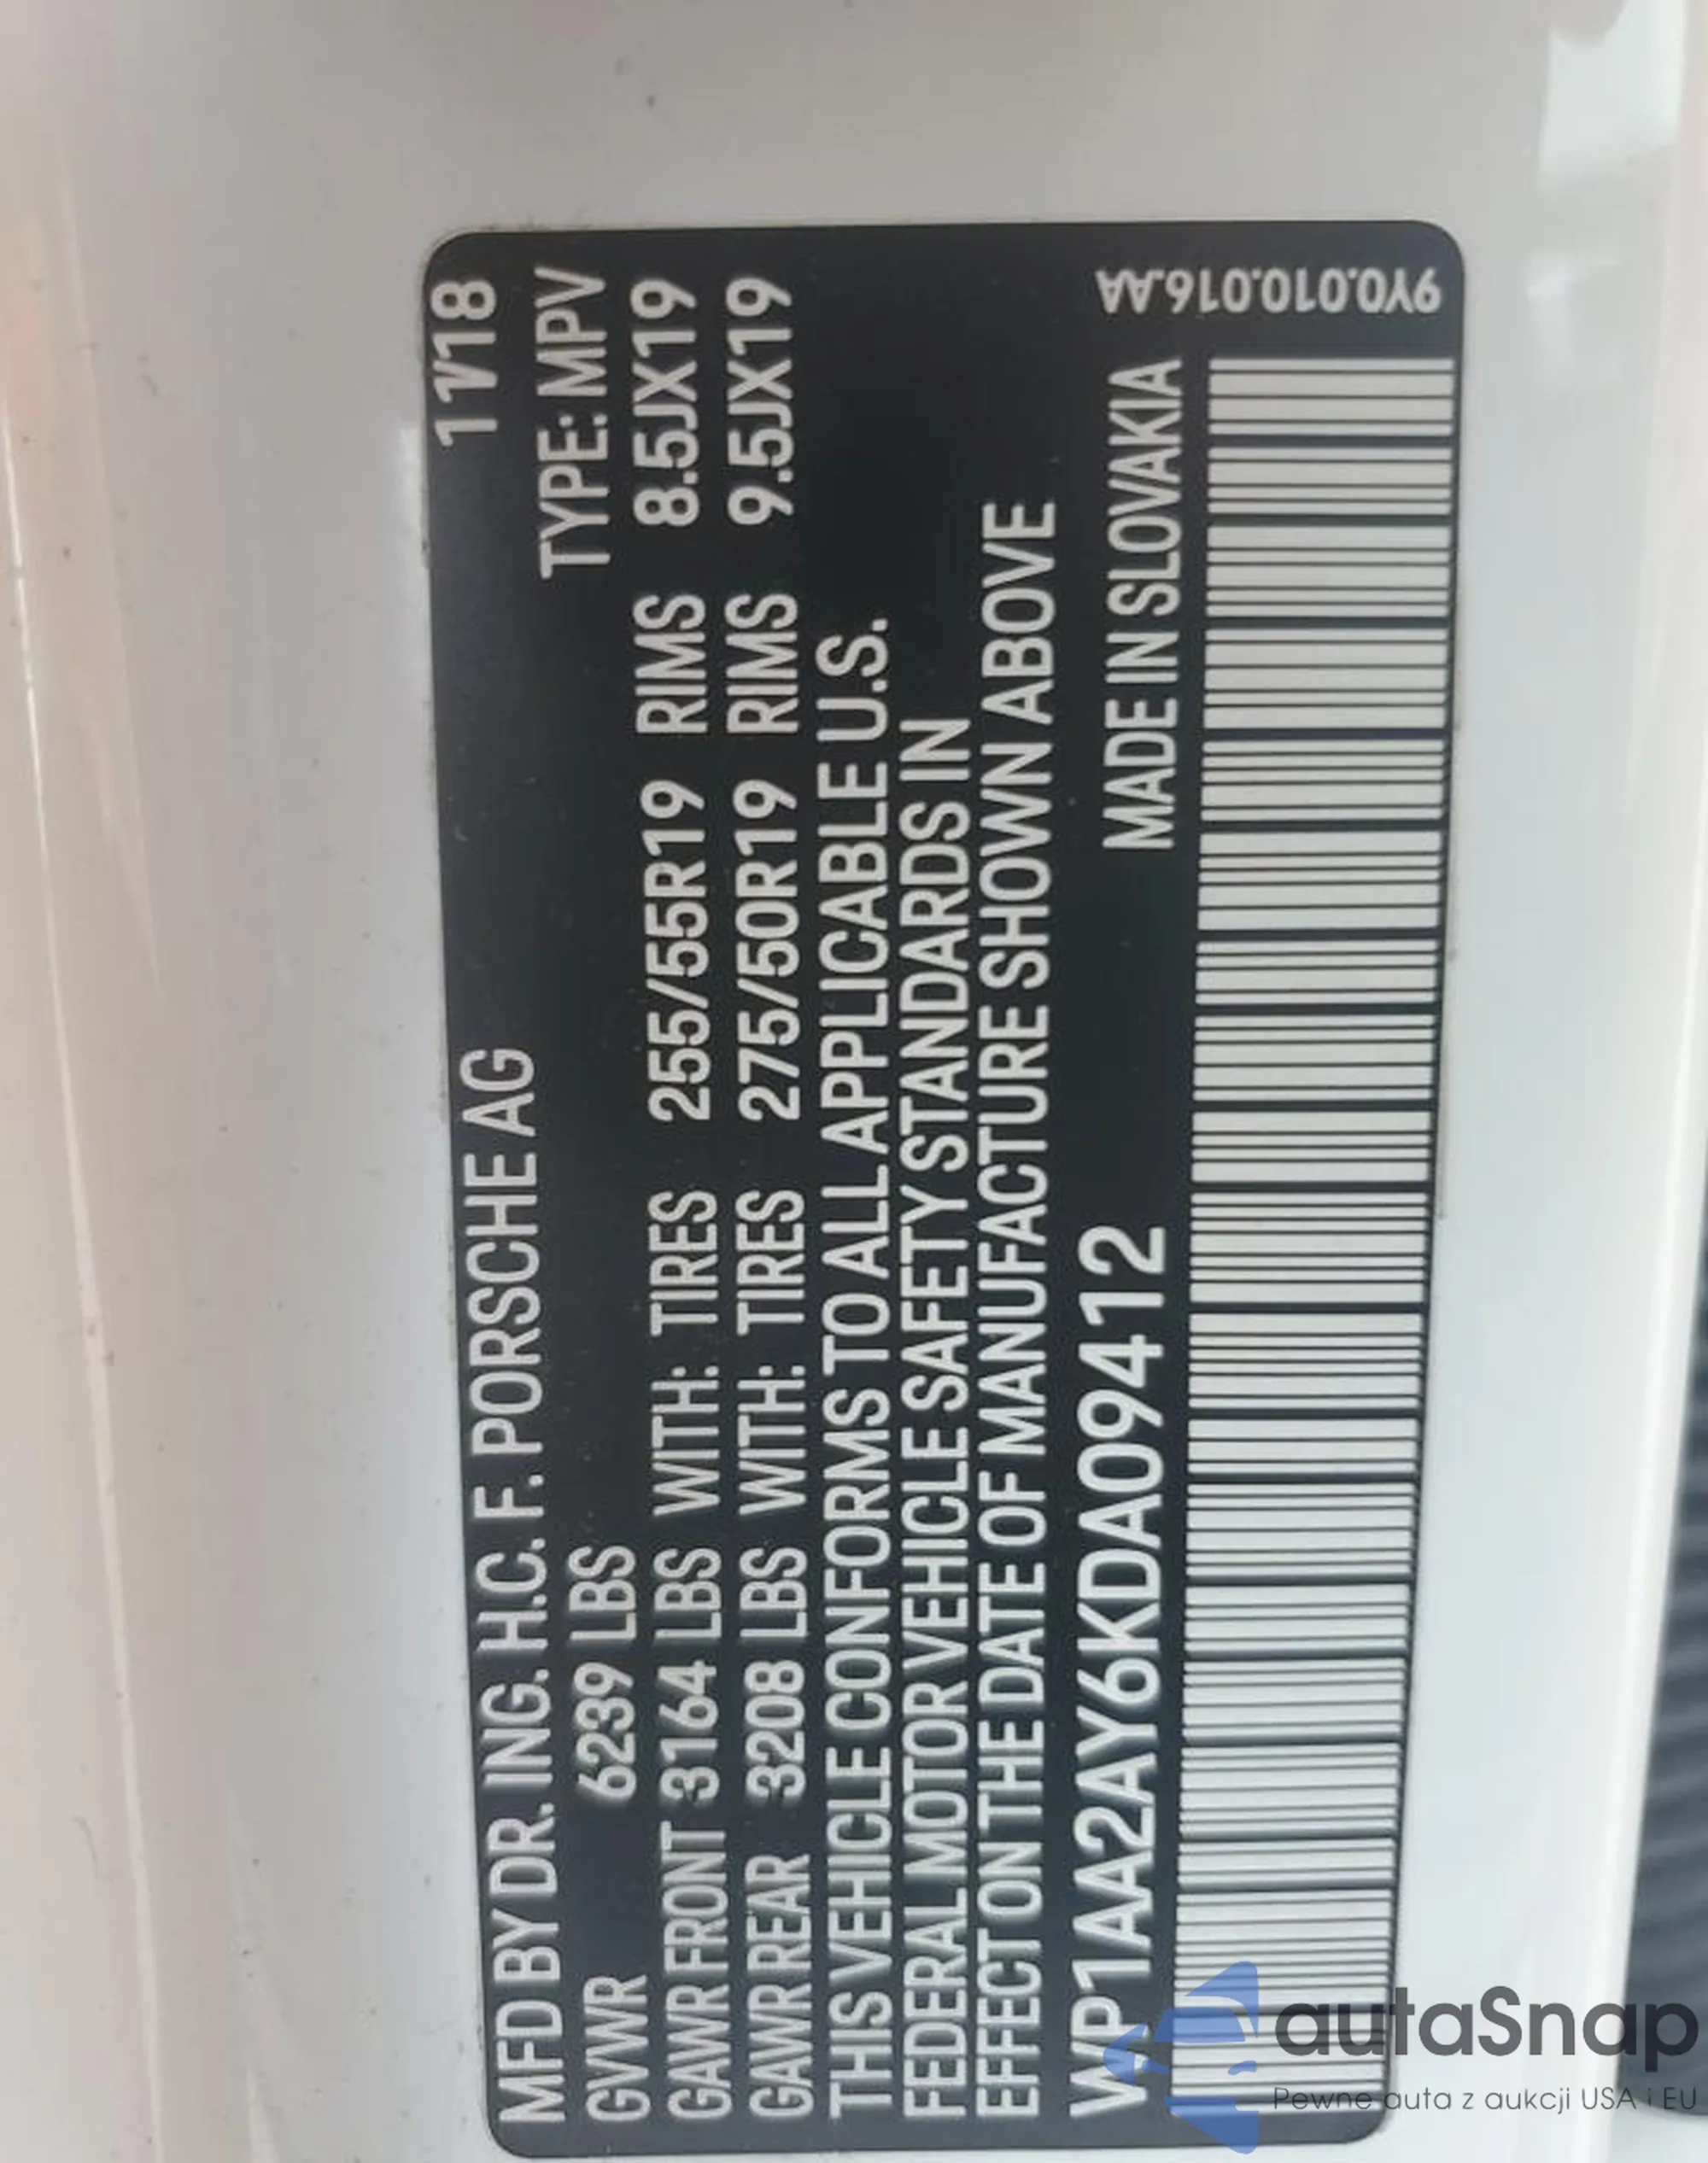 MFD BY DR. ING. H.C. F. PORSCHE AG 11/18
GVWR 6239 LBS TYPE: MPV
GAWR FRONT 3164 LBS WITH: TIRES 255/55R19 RIMS 8.5JX19
GAWR REAR 3208 LBS WITH: TIRES 275/50R19 RIMS 9.5JX19
THIS VEHICLE CONFORMS TO ALL APPLICABLE U.S.
FEDERAL MOTOR VEHICLE SAFETY STANDARDS IN
EFFECT ON THE DATE OF MANUFACTURE SHOWN ABOVE
WP1AA2AY6KDA09412 MADE IN SLOVAKIA
9Y0.010.016.AA
autaSnap
Pewne auta z aukcji USA i EU